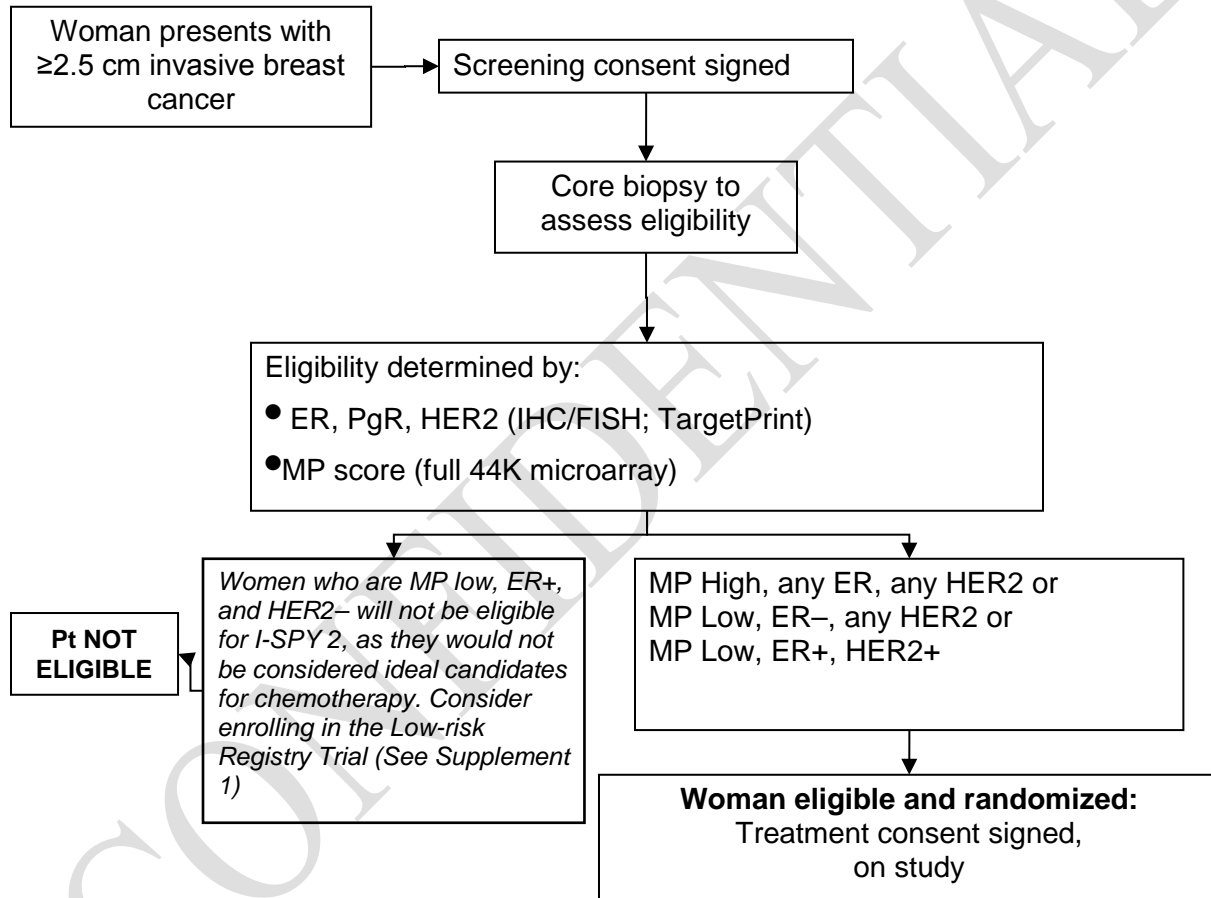 Woman presents with
≥2.5 cm invasive breast
cancer
Screening consent signed
Core biopsy to
assess eligibility
Eligibility determined by:
● ER, PgR, HER2 (IHC/FISH; TargetPrint)
●MP score (full 44K microarray)
Women who are MP low, ER+,
and HER2– will not be eligible
for I-SPY 2, as they would not
be considered ideal candidates
for chemotherapy. Consider
enrolling in the Low-risk
Registry Trial (See Supplement
1)
Pt NOT
ELIGIBLE
MP High, any ER, any HER2 or
MP Low, ER–, any HER2 or
MP Low, ER+, HER2+
Woman eligible and randomized:
Treatment consent signed,
on study
CONFIDENTIAL